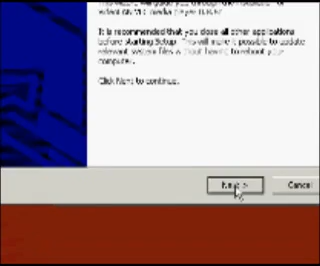 It is recommended that you close all other applications
before starting Setup. This will make it possible to update
relevant system files without having to reboot your
computer.
Click Next to continue.
Next >
Cancel